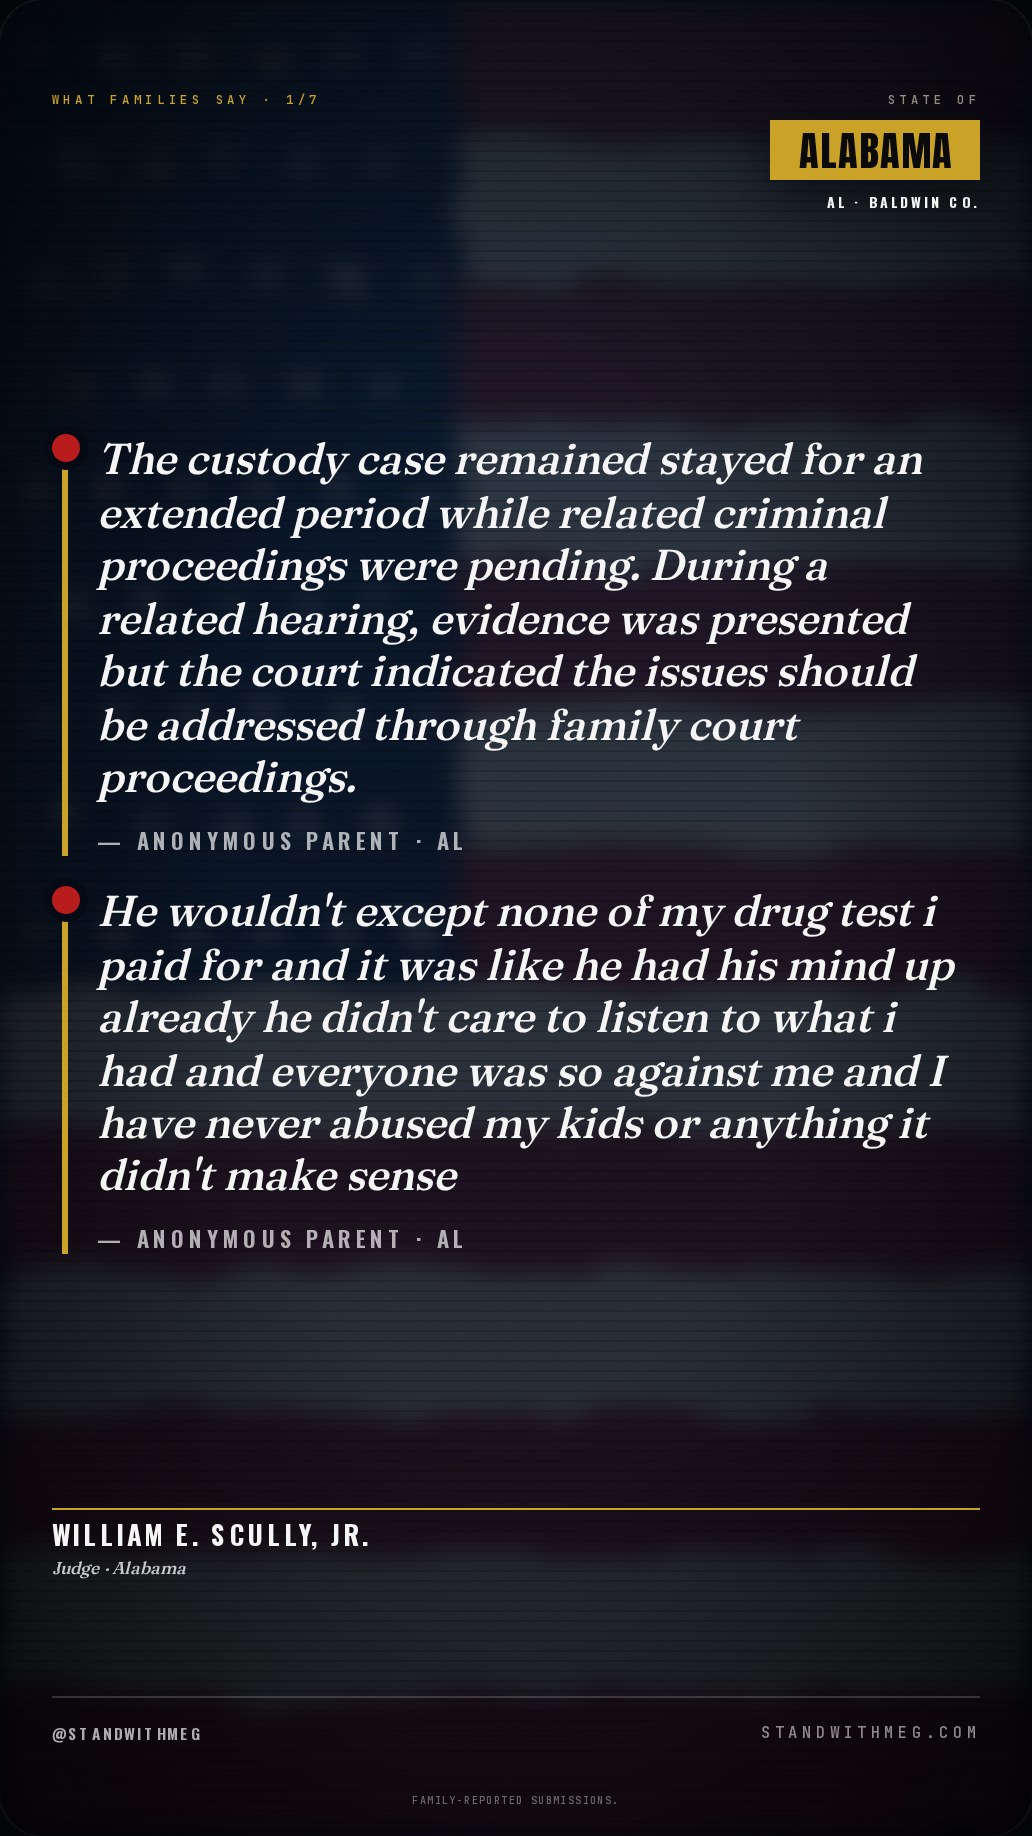 WHAT FAMILIES SAY · 1/7
STATE OF
ALABAMA
AL · BALDWIN CO.
The custody case remained stayed for an
extended period while related criminal
proceedings were pending. During a
related hearing, evidence was presented
but the court indicated the issues should
be addressed through family court
proceedings.
— ANONYMOUS PARENT · AL
He wouldn't except none of my drug test i
paid for and it was like he had his mind up
already he didn't care to listen to what i
had and everyone was so against me and I
have never abused my kids or anything it
didn't make sense
— ANONYMOUS PARENT · AL
WILLIAM E. SCULLY, JR.
Judge · Alabama
@STANDWITHMEG
STANDWITHMEG.COM
FAMILY-REPORTED SUBMISSIONS.